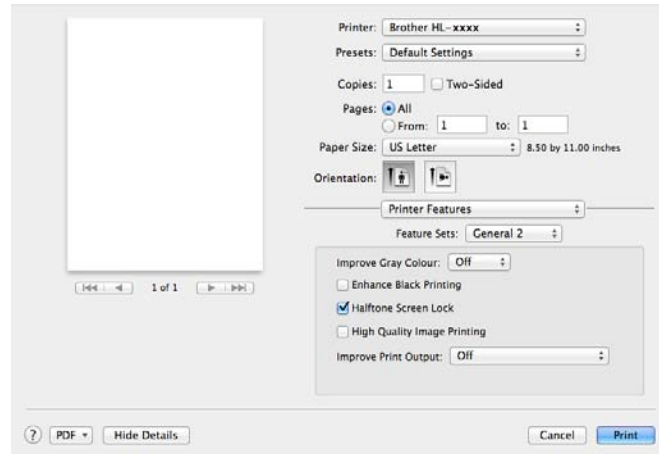 Printer: Brother HL-xxxx
Presets: Default Settings
Copies: 1 Two-Sided
Pages: All
From: 1 to: 1
Paper Size: US Letter 8.50 by 11.00 inches
Orientation:
Printer Features
Feature Sets: General 2
Improve Gray Colour: Off
Enhance Black Printing
Halftone Screen Lock
High Quality Image Printing
Improve Print Output: Off
1 of 1
? PDF Hide Details Cancel Print